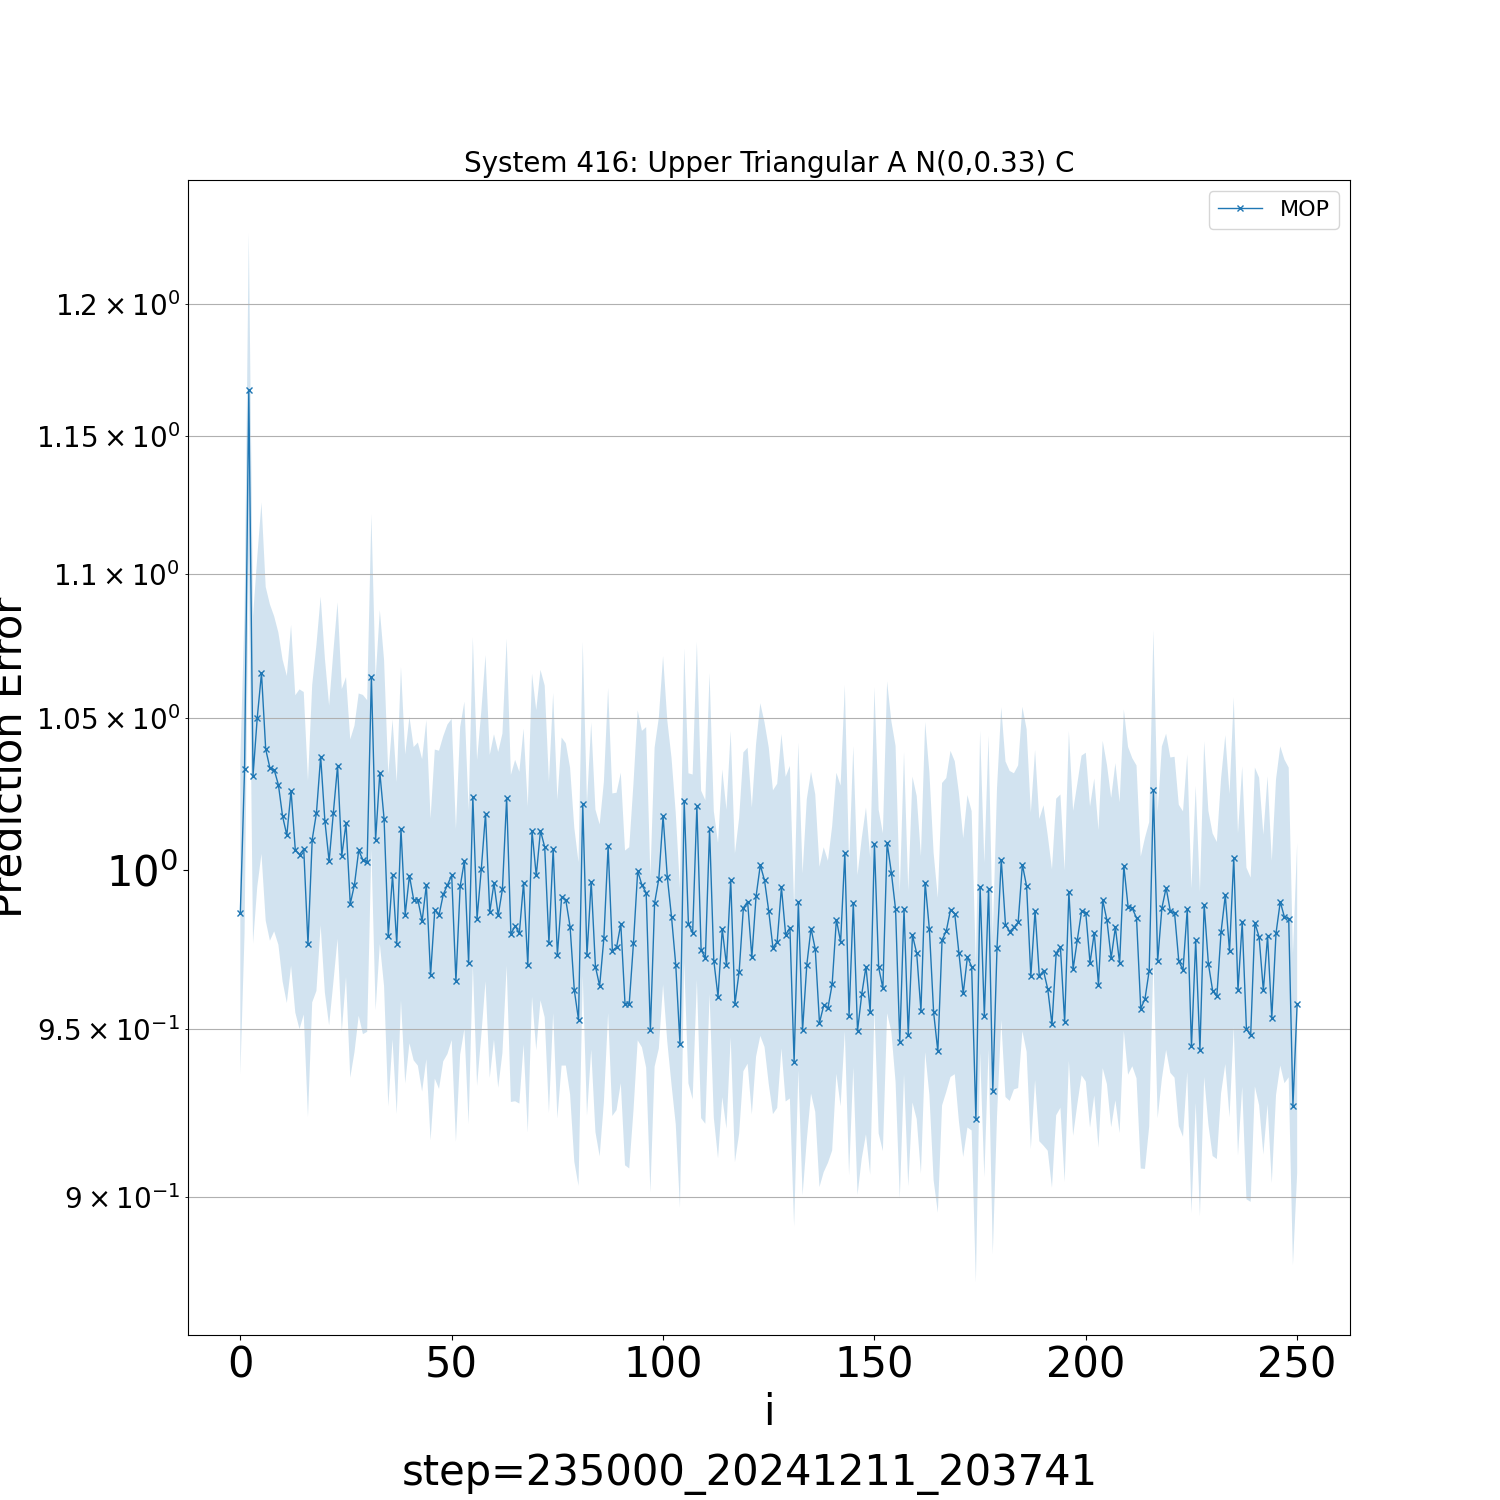 System 416: Upper Triangular A N(0,0.33) C
MOP
1.2 × 10⁰
1.15 × 10⁰
1.1 × 10⁰
1.05 × 10⁰
10⁰
9.5 × 10⁻¹
9 × 10⁻¹
Prediction Error
0 50 100 150 200 250
i
step=235000_20241211_203741